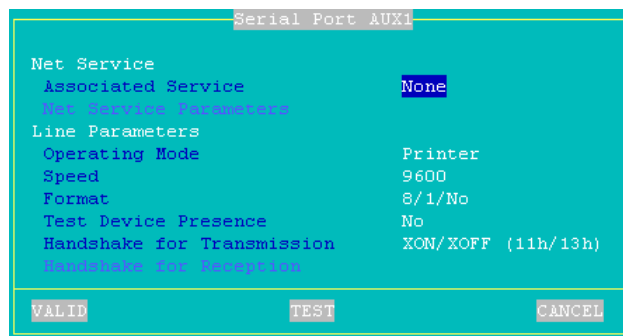 Serial Port AUX1
Net Service
Associated Service None
Net Service Parameters
Line Parameters
Operating Mode Printer
Speed 9600
Format 8/1/No
Test Device Presence No
Handshake for Transmission XON/XOFF (11h/13h)
Handshake for Reception
VALID TEST CANCEL